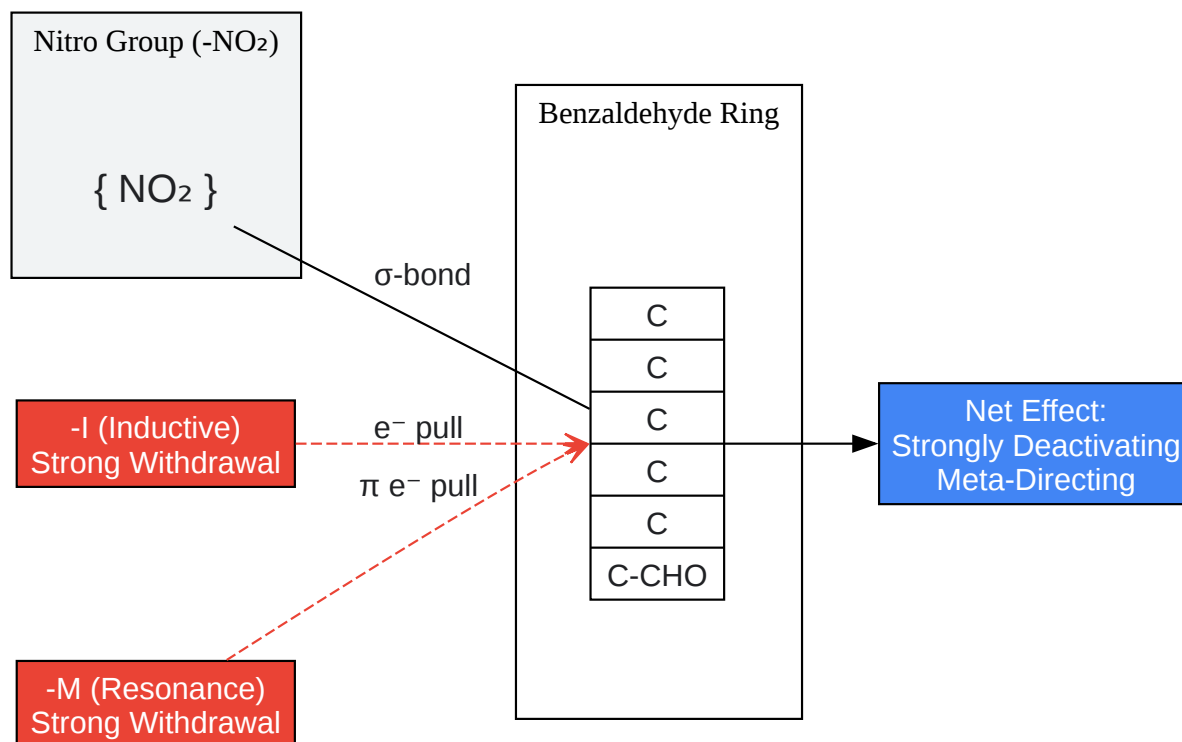 Nitro Group (-NO₂)
{ NO₂ }
σ-bond
Benzaldehyde Ring
C
C
C
C
C
C-CHO
-I (Inductive)
Strong Withdrawal
e⁻ pull
π e⁻ pull
-M (Resonance)
Strong Withdrawal
Net Effect:
Strongly Deactivating
Meta-Directing